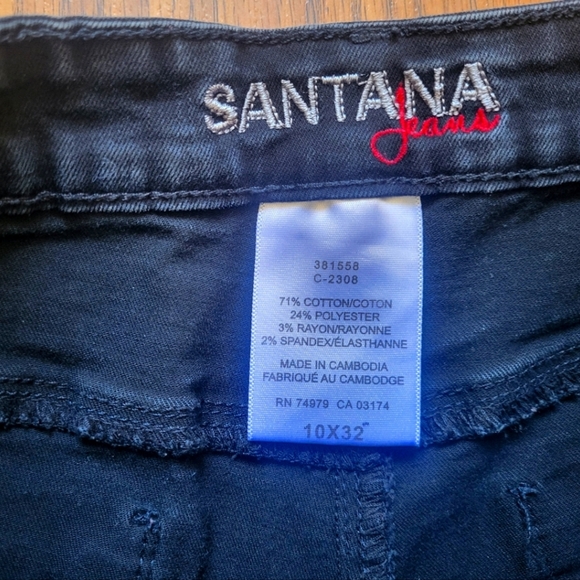 SANTANA
Jeans
381558
C-2308
71% COTTON/COTON
24% POLYESTER
3% RAYON/RAYONNE
2% SPANDEX/ÉLASTHANNE
MADE IN CAMBODIA
FABRIQUÉ AU CAMBODGE
RN 74979 CA 03174
10X32"